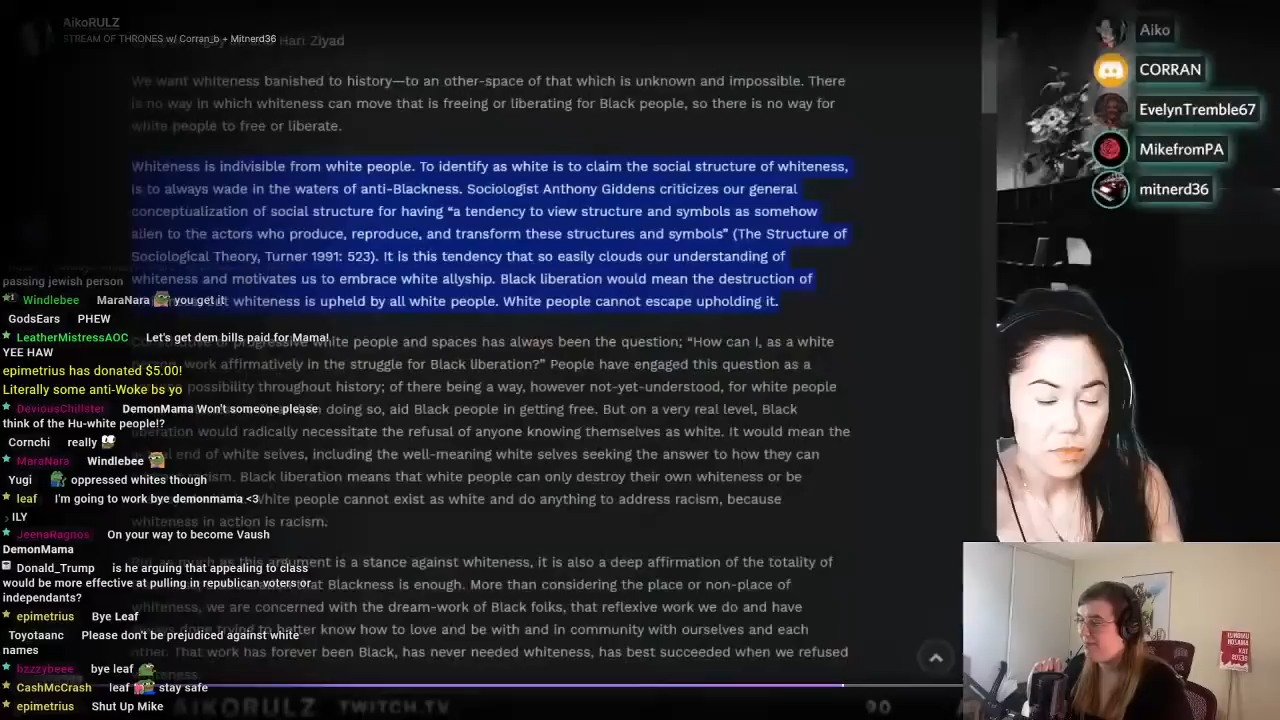 AikoRULZ
STREAM OF THRONES w/ Corran_b + Mitnerd36
Hari Ziyad
We want whiteness banished to history—to an other-space of that which is unknown and impossible. There
is no way in which whiteness can move that is freeing or liberating for Black people, so there is no way for
white people to free or liberate.
Whiteness is indivisible from white people. To identify as white is to claim the social structure of whiteness,
is to always wade in the waters of anti-Blackness. Sociologist Anthony Giddens criticizes our general
conceptualization of social structure for having “a tendency to view structure and symbols as somehow
alien to the actors who produce, reproduce, and transform these structures and symbols” (The Structure of
Sociological Theory, Turner 1991: 523). It is this tendency that so easily clouds our understanding of
whiteness and motivates us to embrace white allyship. Black liberation would mean the destruction of
whiteness is upheld by all white people. White people cannot escape upholding it.
progressive white people and spaces has always been the question; “How can I, as a white
person, work affirmatively in the struggle for Black liberation?” People have engaged this question as a
possibility throughout history; of there being a way, however not-yet-understood, for white people
in doing so, aid Black people in getting free. But on a very real level, Black
liberation would radically necessitate the refusal of anyone knowing themselves as white. It would mean the
end of white selves, including the well-meaning white selves seeking the answer to how they can
racism. Black liberation means that white people can only destroy their own whiteness or be
White people cannot exist as white and do anything to address racism, because
whiteness in action is racism.
But as much as this argument is a stance against whiteness, it is also a deep affirmation of the totality of
that Blackness is enough. More than considering the place or non-place of
whiteness, we are concerned with the dream-work of Black folks, that reflexive work we do and have
always done trying to better know how to love and be with and in community with ourselves and each
other. That work has forever been Black, has never needed whiteness, has best succeeded when we refused
passing jewish person
Windlebee MaraNara you get it
GodsEars PHEW
LeatherMistressAOC Let's get dem bills paid for Mama!
YEE HAW
epimetrius has donated $5.00!
Literally some anti-Woke bs yo
DeviousChillster DemonMama Won't someone please
think of the Hu-white people!?
Cornchi really
MaraNara Windlebee
Yugi oppressed whites though
leaf I'm going to work bye demonmama <3
ILY
JeenaRagnos On your way to become Vaush
DemonMama
Donald_Trump is he arguing that appealing to class
would be more effective at pulling in republican voters or
independants?
epimetrius Bye Leaf
Toyotaanc Please don't be prejudiced against white
names
bzzzybeee bye leaf
CashMcCrash leaf stay safe
epimetrius Shut Up Mike
AIKORULZ TWITCH.TV
90
Aiko
CORRAN
EvelynTremble67
MikefromPA
mitnerd36